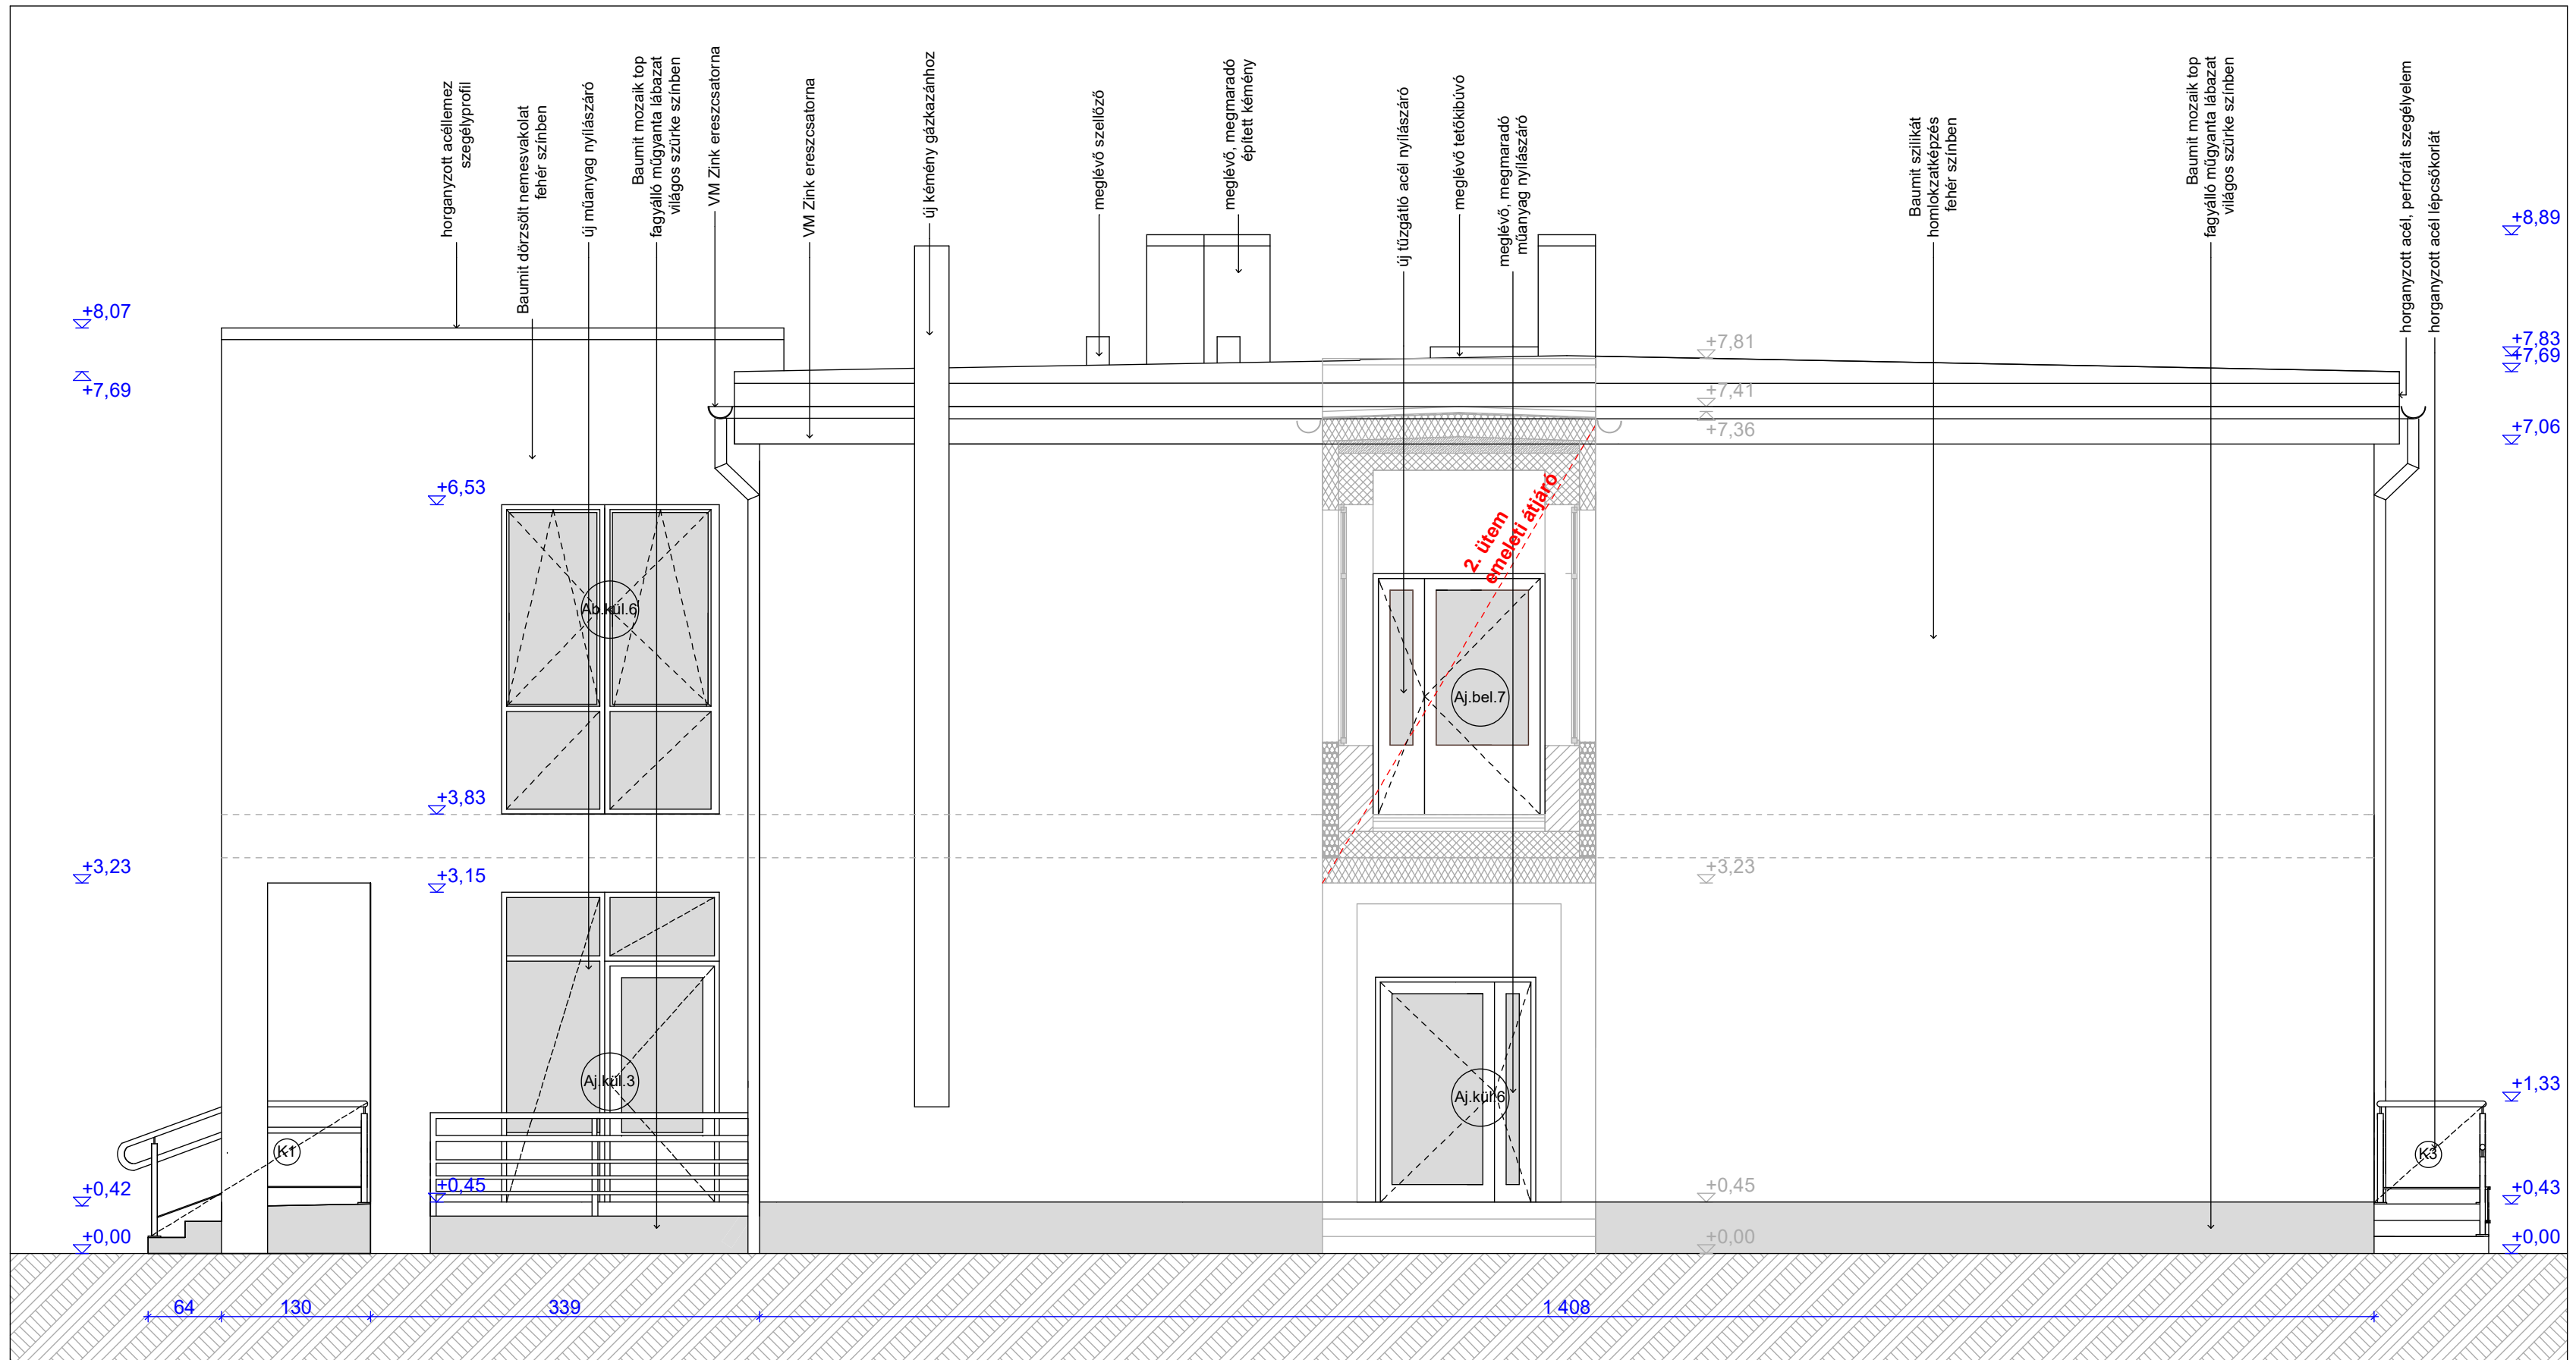 horganyzott acéllemez
szegélyprofil
Baumit dörzsölt nemesvakolat
fehér színben
új műanyag nyílászáró
Baumit mozaik top
fagyálló műgyanta lábazat
világos szürke színben
VM Zink ereszcsatorna
VM Zink ereszcsatorna
új kémény gázkazánhoz
meglévő szellőző
meglévő, megmaradó
épített kémény
új tűzgátló acél nyílászáró
meglévő tetőkibúvó
meglévő, megmaradó
műanyag nyílászáró
Baumit szilikát
homlokzatképzés
fehér színben
Baumit mozaik top
fagyálló műgyanta lábazat
világos szürke színben
horganyzott acél, perforált szegélyelem
horganyzott acél lépcsőkorlát
+8,89
+8,07
+7,81
+7,83
+7,69
+7,69
+7,41
+7,36
+7,06
+6,53
2. ütem
emeleti átjáró
Ab.kül.6
Aj.bel.7
+3,83
+3,23
+3,15
+3,23
Aj.kül.3
Aj.kül.6
+1,33
K1
K3
+0,42
+0,45
+0,45
+0,43
+0,00
+0,00
+0,00
64
130
339
1 408